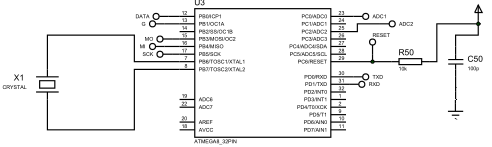 U3
DATA 12 PB0/ICP1 PC0/ADC0 23 ADC1
G 13 PB1/OC1A PC1/ADC1 24 ADC2
14 PB2/SS/OC1B PC2/ADC2 25
MO 15 PB3/MOSI/OC2 PC3/ADC3 26
MI 16 PB4/MISO PC4/ADC4/SDA 27
SCK 17 PB5/SCK PC5/ADC5/SCL 28
7 PB6/TOSC1/XTAL1 PC6/RESET 29
8 PB7/TOSC2/XTAL2
RESET
R50
10k
C50
100p
X1
CRYSTAL
PD0/RXD 30 TXD
PD1/TXD 31 RXD
PD2/INT0 32
19 ADC6 PD3/INT1 1
22 ADC7 PD4/T0/XCK 2
PD5/T1 9
20 AREF PD6/AIN0 10
18 AVCC PD7/AIN1 11
ATMEGA8_32PIN